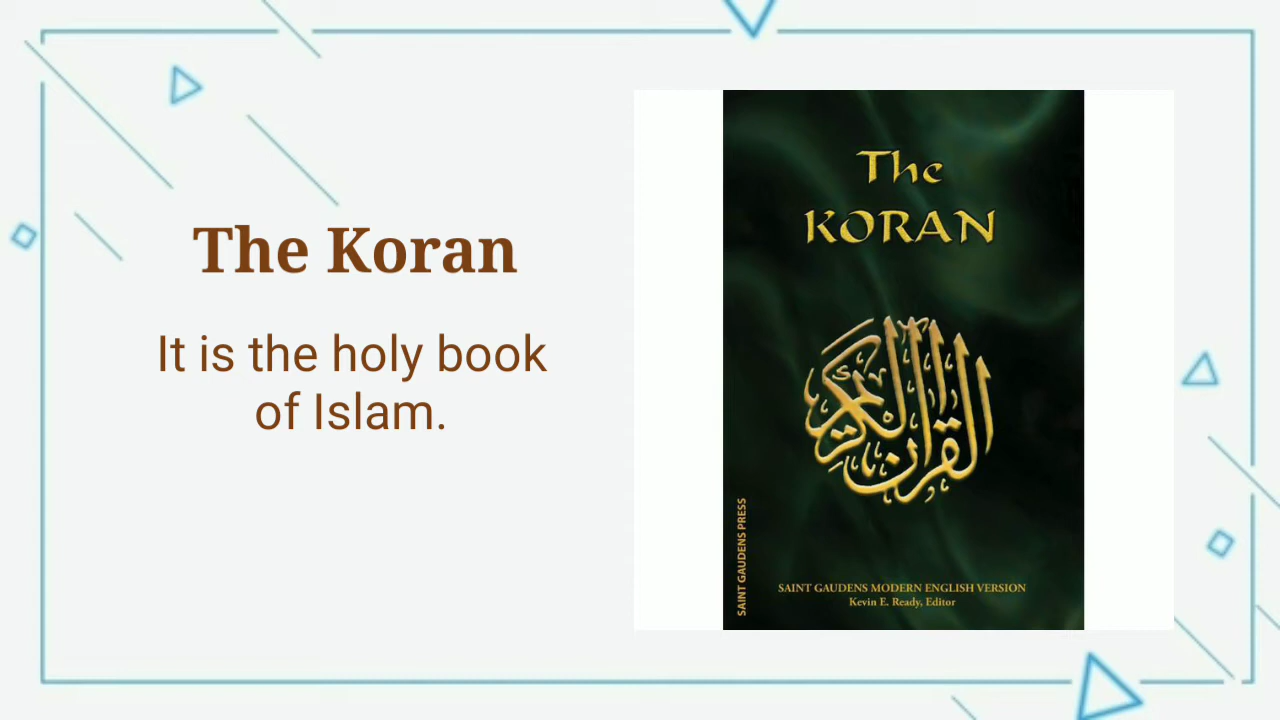 The Koran
It is the holy book
of Islam.
The
KORAN
القرآن الكريم
SAINT GAUDENS PRESS
SAINT GAUDENS MODERN ENGLISH VERSION
Kevin E. Ready, Editor